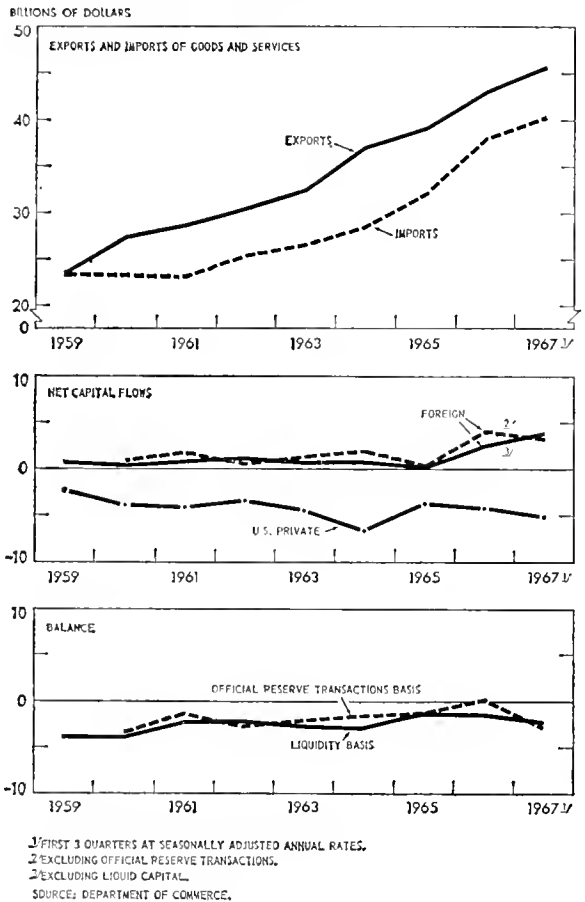 BILLIONS OF DOLLARS
50
EXPORTS AND IMPORTS OF GOODS AND SERVICES
40
EXPORTS
30
IMPORTS
20
0
1959 1961 1963 1965 1967 1/
10
NET CAPITAL FLOWS
FOREIGN 2/
0
3/
U.S. PRIVATE
-10
1959 1961 1963 1965 1967 1/
10
BALANCE
0
OFFICIAL RESERVE TRANSACTIONS BASIS
LIQUIDITY BASIS
-10
1959 1961 1963 1965 1967 1/
1/ FIRST 3 QUARTERS AT SEASONALLY ADJUSTED ANNUAL RATES.
2/ EXCLUDING OFFICIAL RESERVE TRANSACTIONS.
3/ EXCLUDING LIQUID CAPITAL.
SOURCE: DEPARTMENT OF COMMERCE.